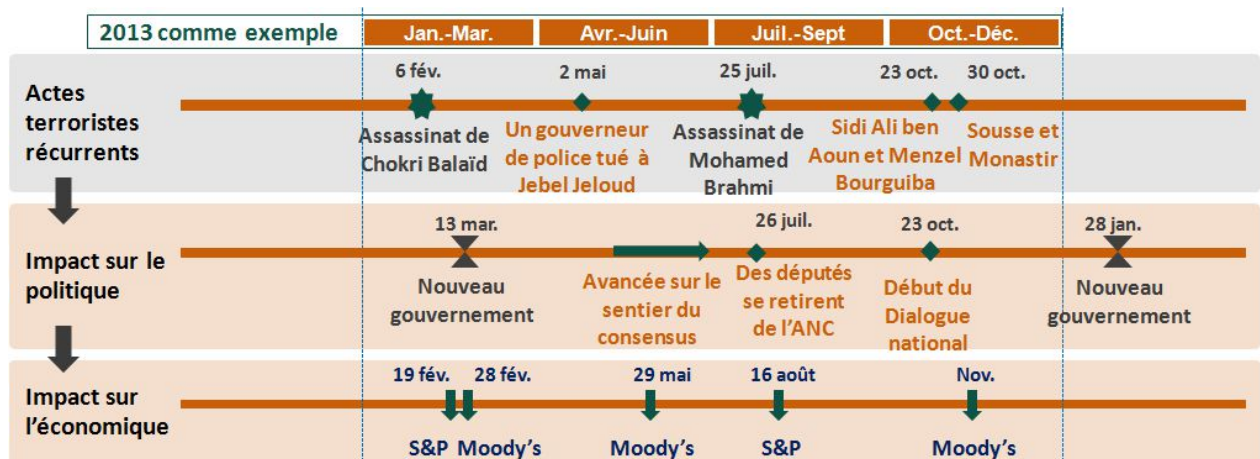 2013 comme exemple
Jan.-Mar.
Avr.-Juin
Juil.-Sept
Oct.-Déc.
Actes
terroristes
récurrents
6 fév.
Assassinat de
Chokri Balaïd
2 mai
Un gouverneur
de police tué à
Jebel Jeloud
25 juil.
Assassinat de
Mohamed
Brahmi
23 oct.
Sidi Ali ben
Aoun et Menzel
Bourguiba
30 oct.
Sousse et
Monastir
Impact sur le
politique
13 mar.
Nouveau
gouvernement
Avancée sur le
sentier du
consensus
26 juil.
Des députés
se retirent
de l'ANC
23 oct.
Début du
Dialogue
national
28 jan.
Nouveau
gouvernement
Impact sur
l'économique
19 fév.
S&P
28 fév.
Moody's
29 mai
Moody's
16 août
S&P
Nov.
Moody's